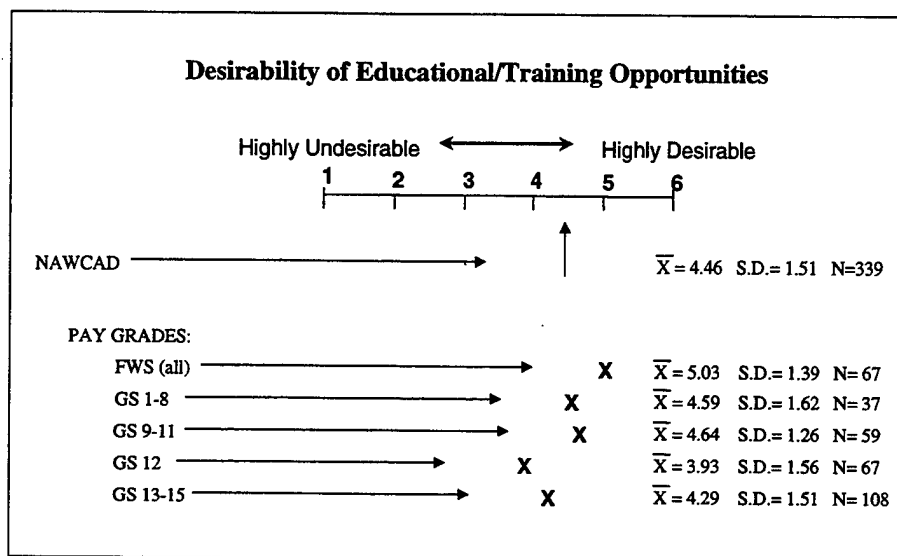 Desirability of Educational/Training Opportunities
Highly Undesirable Highly Desirable
1 2 3 4 5 6
NAWCAD X̄ = 4.46 S.D.= 1.51 N=339
PAY GRADES:
FWS (all) X X̄ = 5.03 S.D.= 1.39 N= 67
GS 1-8 X X̄ = 4.59 S.D.= 1.62 N= 37
GS 9-11 X X̄ = 4.64 S.D.= 1.26 N= 59
GS 12 X X̄ = 3.93 S.D.= 1.56 N= 67
GS 13-15 X X̄ = 4.29 S.D.= 1.51 N= 108